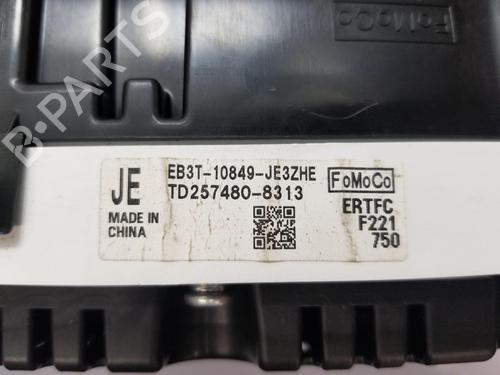 FoMoCo
B-PARTS
JE
EB3T-10849-JE3ZHE
TD257480-8313
FoMoCo
MADE IN
CHINA
ERTFC
F221
750